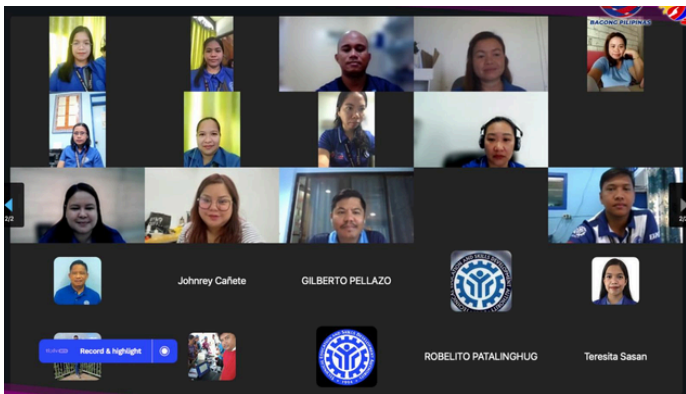 BAGONG PILIPINAS
2/2
2/2
Johnrey Cañete
GILBERTO PELLAZO
Record & highlight
ROBELITO PATALINGHUG
Teresita Sasan